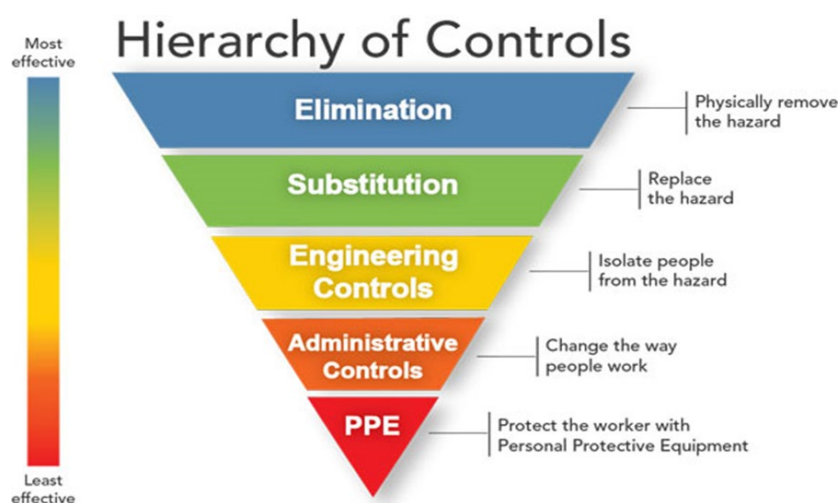 Hierarchy of Controls
Most
effective
Elimination
Physically remove
the hazard
Substitution
Replace
the hazard
Engineering
Controls
Isolate people
from the hazard
Administrative
Controls
Change the way
people work
PPE
Protect the worker with
Personal Protective Equipment
Least
effective